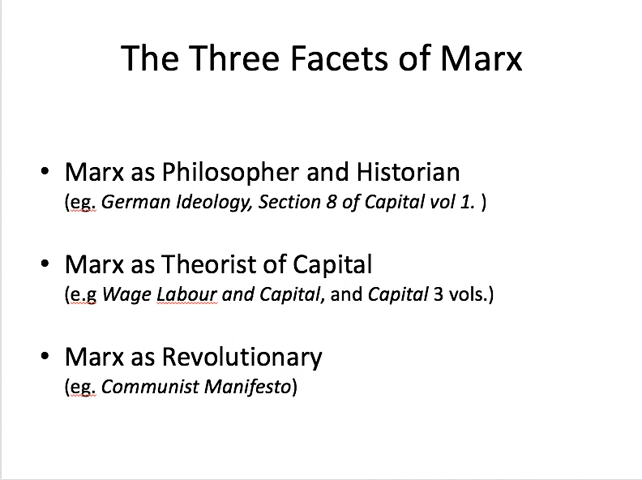 The Three Facets of Marx
• Marx as Philosopher and Historian
(eg. German Ideology, Section 8 of Capital vol 1. )
• Marx as Theorist of Capital
(e.g Wage Labour and Capital, and Capital 3 vols.)
• Marx as Revolutionary
(eg. Communist Manifesto)